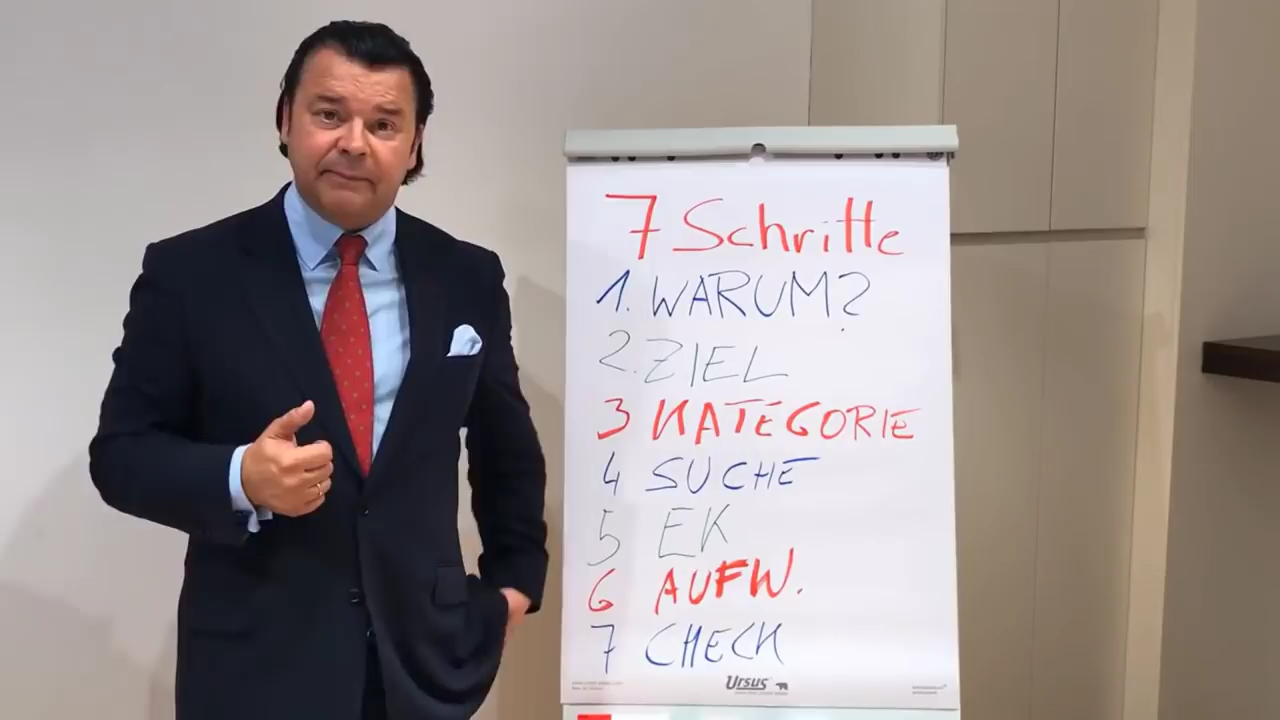 7 Schritte
1. WARUM?
2. ZIEL
3 KATEGORIE
4 SUCHE
5 EK
6 AUFW.
7 CHECK
Ursus